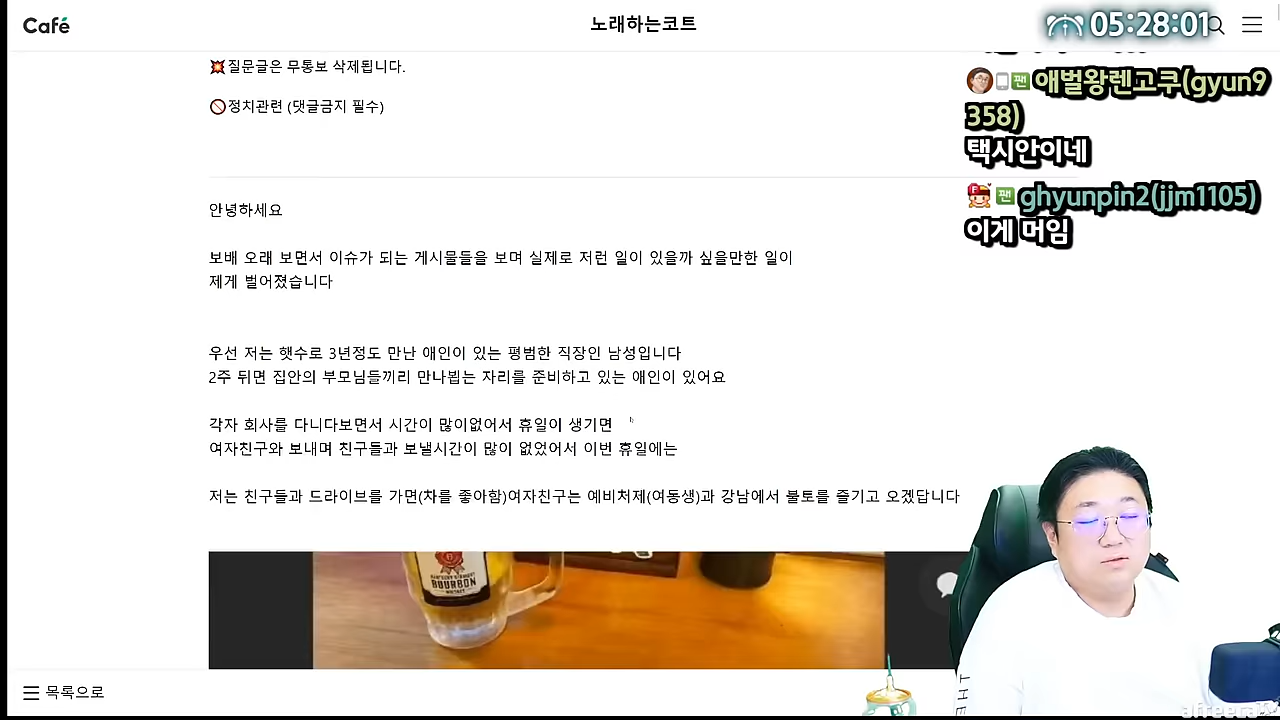 Café
노래하는코트
05:28:01
💥질문글은 무통보 삭제됩니다.
🚫정치관련 (댓글금지 필수)
안녕하세요
보배 오래 보면서 이슈가 되는 게시물들을 보며 실제로 저런 일이 있을까 싶을만한 일이
제게 벌어졌습니다
우선 저는 햇수로 3년정도 만난 애인이 있는 평범한 직장인 남성입니다
2주 뒤면 집안의 부모님들끼리 만나뵙는 자리를 준비하고 있는 애인이 있어요
각자 회사를 다니다보면서 시간이 많이없어서 휴일이 생기면
여자친구와 보내며 친구들과 보낼시간이 많이 없었어서 이번 휴일에는
저는 친구들과 드라이브를 가면(차를 좋아함)여자친구는 예비처제(여동생)과 강남에서 불토를 즐기고 오겠답니다
BOURBON
WHISKEY
목록으로
애벌왕렌고쿠(gyun9
358)
택시안이네
ghyunpin2(jjm1105)
이게 머임
THE
afreecaTV